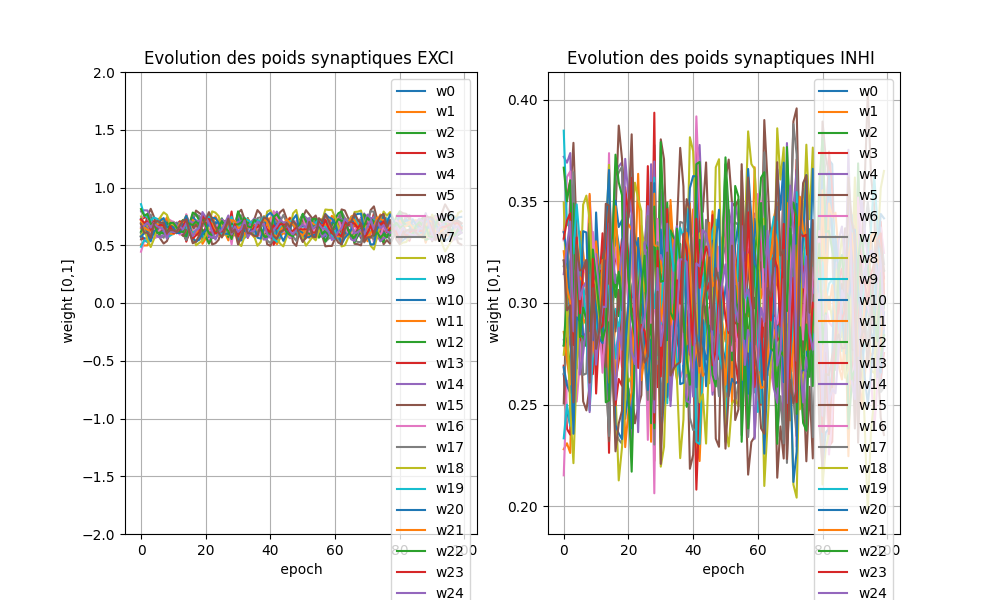 Evolution des poids synaptiques EXCI
2.0
1.5
1.0
0.5
0.0
−0.5
−1.0
−1.5
−2.0
weight [0,1]
0
20
40
60
80
100
epoch
w0
w1
w2
w3
w4
w5
w6
w7
w8
w9
w10
w11
w12
w13
w14
w15
w16
w17
w18
w19
w20
w21
w22
w23
w24
Evolution des poids synaptiques INHI
0.40
0.35
0.30
0.25
0.20
weight [0,1]
0
20
40
60
80
100
epoch
w0
w1
w2
w3
w4
w5
w6
w7
w8
w9
w10
w11
w12
w13
w14
w15
w16
w17
w18
w19
w20
w21
w22
w23
w24